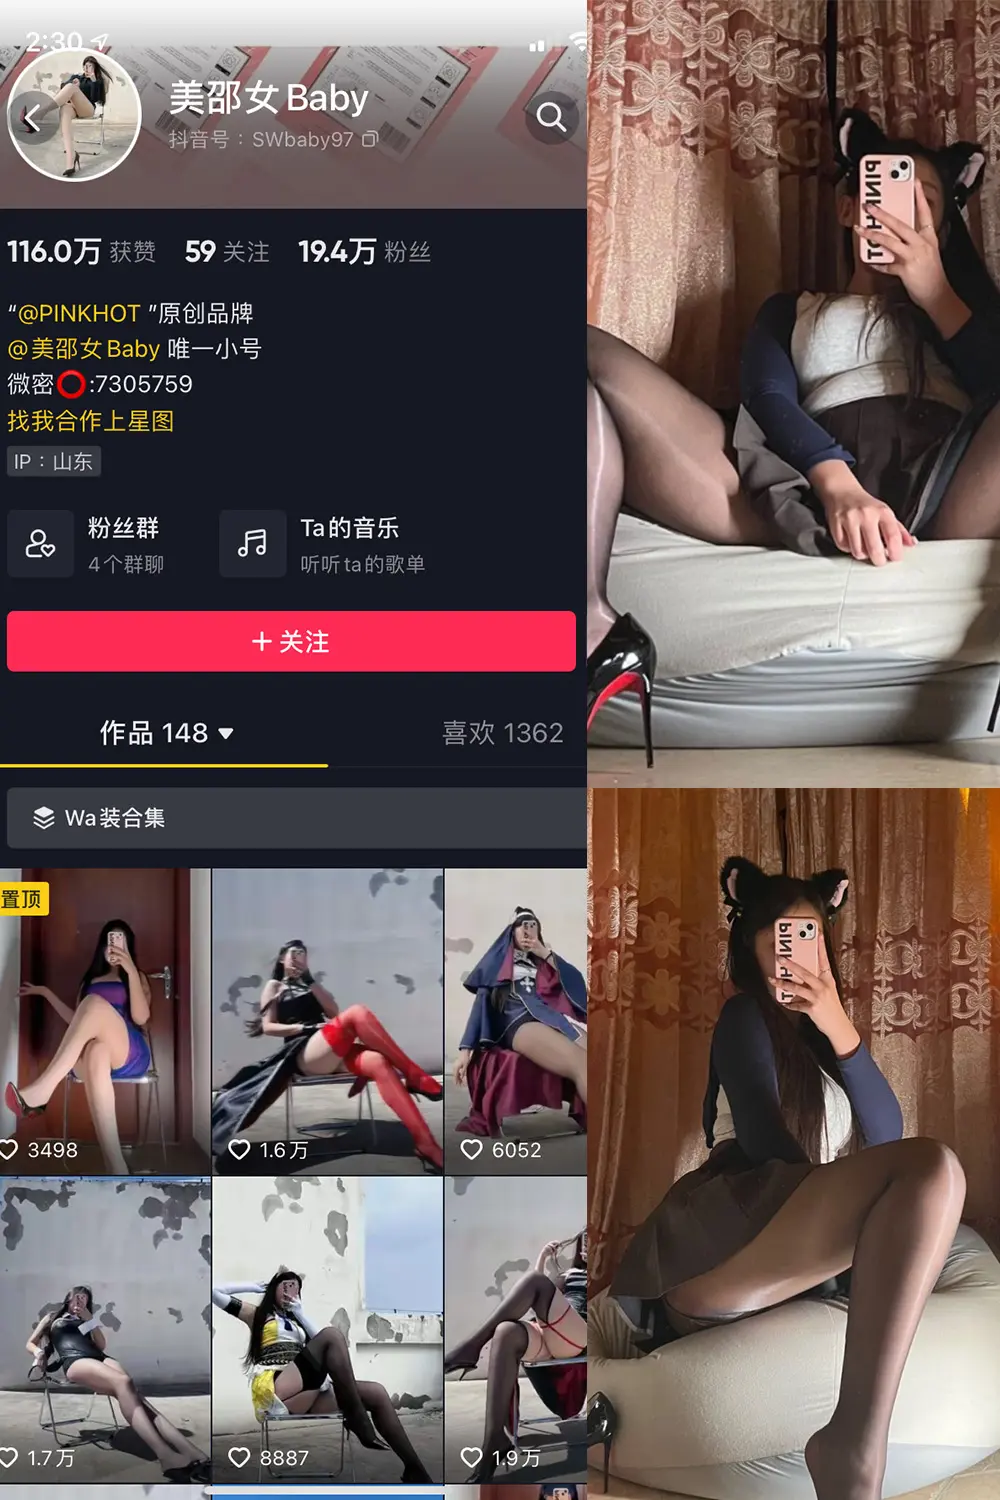 2:30
美邵女Baby
抖音号：SWbaby97
116.0万 获赞 59 关注 19.4万 粉丝
“@PINKHOT ”原创品牌
@美邵女Baby 唯一小号
微密⭕:7305759
找我合作上星图
IP：山东
粉丝群
4个群聊
Ta的音乐
听听ta的歌单
+ 关注
作品 148 ▼
喜欢 1362
Wa装合集
置顶
3498
1.6万
6052
1.7万
8887
1.9万